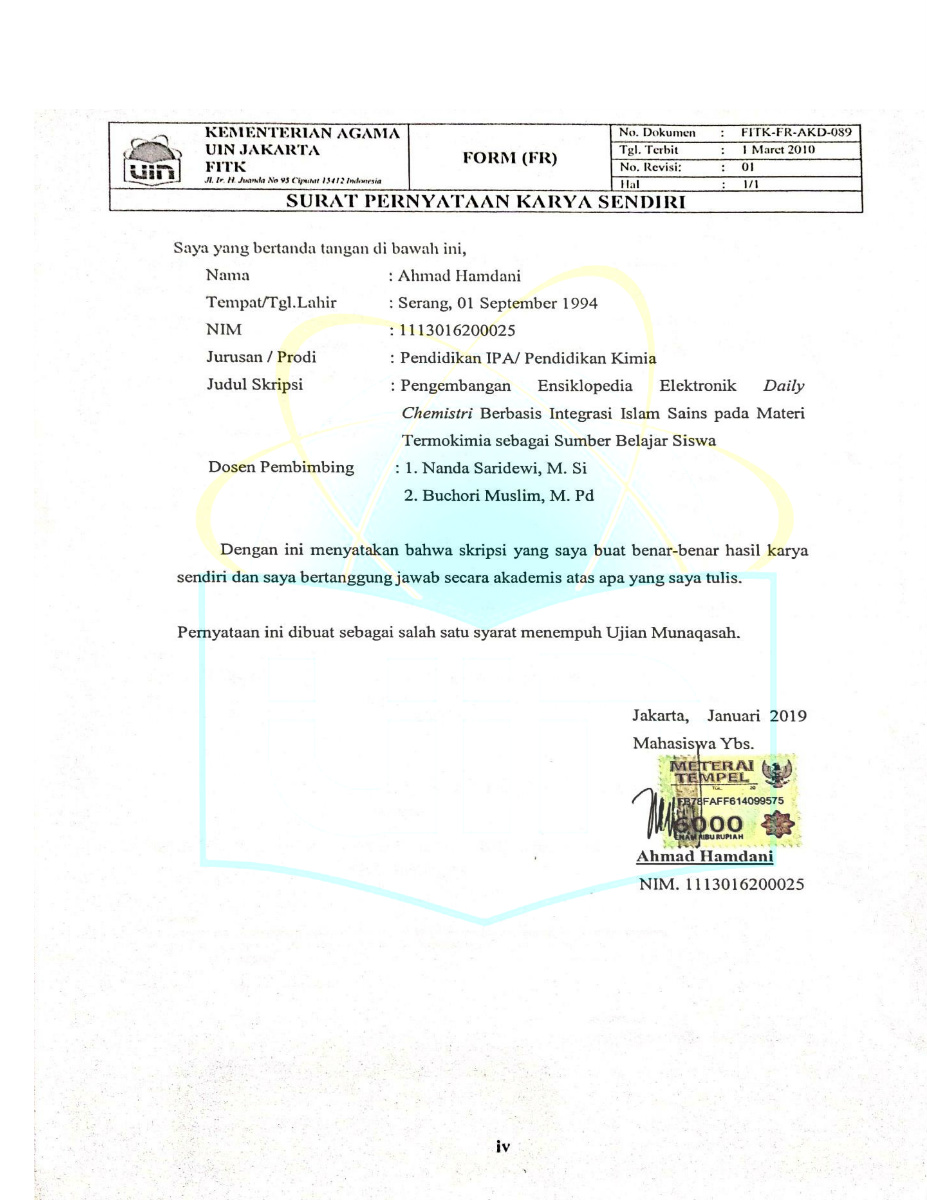 KEMENTERIAN AGAMA
UIN JAKARTA
FITK
Jl. Ir. H. Juanda No 95 Ciputat 15412 Indonesia
uin
FORM (FR)
No. Dokumen : FITK-FR-AKD-089
Tgl. Terbit : 1 Maret 2010
No. Revisi: : 01
Hal : 1/1
SURAT PERNYATAAN KARYA SENDIRI
Saya yang bertanda tangan di bawah ini,
Nama : Ahmad Hamdani
Tempat/Tgl.Lahir : Serang, 01 September 1994
NIM : 1113016200025
Jurusan / Prodi : Pendidikan IPA/ Pendidikan Kimia
Judul Skripsi : Pengembangan Ensiklopedia Elektronik Daily
Chemistri Berbasis Integrasi Islam Sains pada Materi
Termokimia sebagai Sumber Belajar Siswa
Dosen Pembimbing : 1. Nanda Saridewi, M. Si
2. Buchori Muslim, M. Pd
Dengan ini menyatakan bahwa skripsi yang saya buat benar-benar hasil karya
sendiri dan saya bertanggung jawab secara akademis atas apa yang saya tulis.
Pernyataan ini dibuat sebagai salah satu syarat menempuh Ujian Munaqasah.
Jakarta, Januari 2019
Mahasiswa Ybs.
METERAI
TEMPEL
TGL. 20
FAFF614099575
6000
ENAM RIBU RUPIAH
Ahmad Hamdani
NIM. 1113016200025
iv